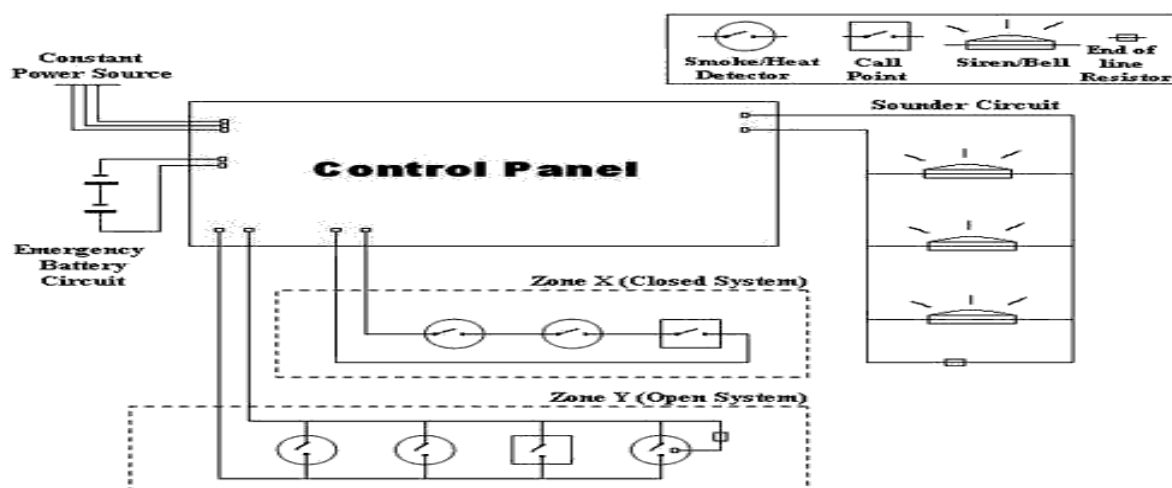 Constant
Power Source
Smoke/Heat
Detector
Call
Point
Siren/Bell
End of
line
Resistor
Sounder Circuit
Control Panel
Emergency
Battery
Circuit
Zone X (Closed System)
Zone Y (Open System)